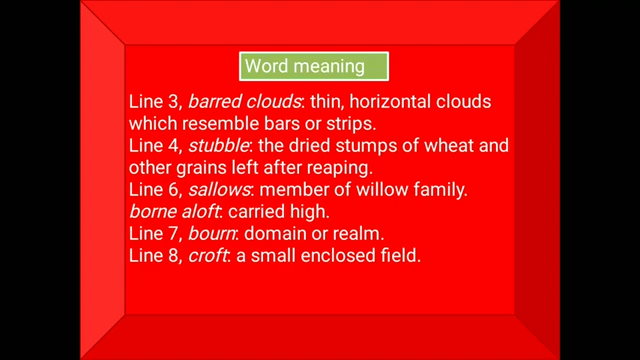 Word meaning
Line 3, barred clouds: thin, horizontal clouds
which resemble bars or strips.
Line 4, stubble: the dried stumps of wheat and
other grains left after reaping.
Line 6, sallows: member of willow family.
borne aloft: carried high.
Line 7, bourn: domain or realm.
Line 8, croft: a small enclosed field.